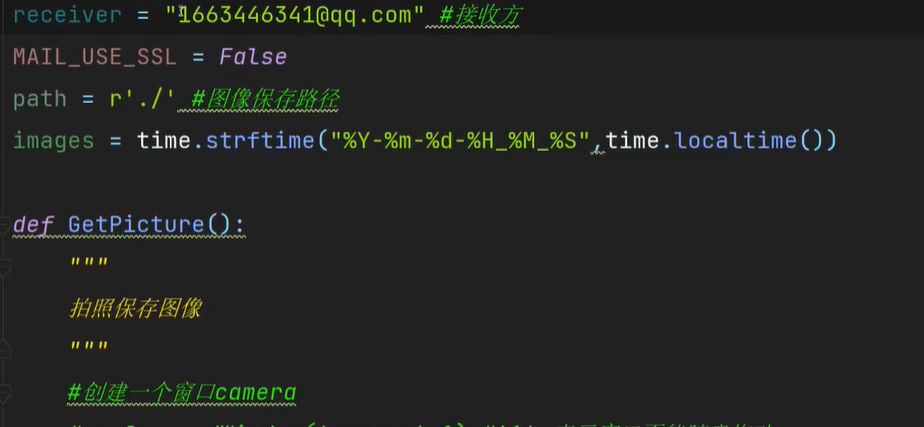 receiver = "1663446341@qq.com" #接收方
MAIL_USE_SSL = False
path = r'./' #图像保存路径
images = time.strftime("%Y-%m-%d-%H_%M_%S",time.localtime())
def GetPicture():
"""
拍照保存图像
"""
#创建一个窗口camera